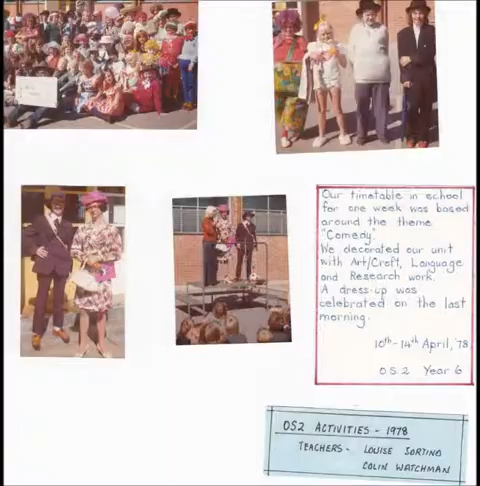 Our timetable in school
for one week was based
around the theme
"Comedy"
We decorated our unit
with Art/Craft, Language
and Research work.
A dress-up was
celebrated on the last
morning.
10th-14th April, '78
OS.2 Year 6
OS2 ACTIVITIES - 1978
TEACHERS - LOUISE SORTINO
COLIN WATCHMAN